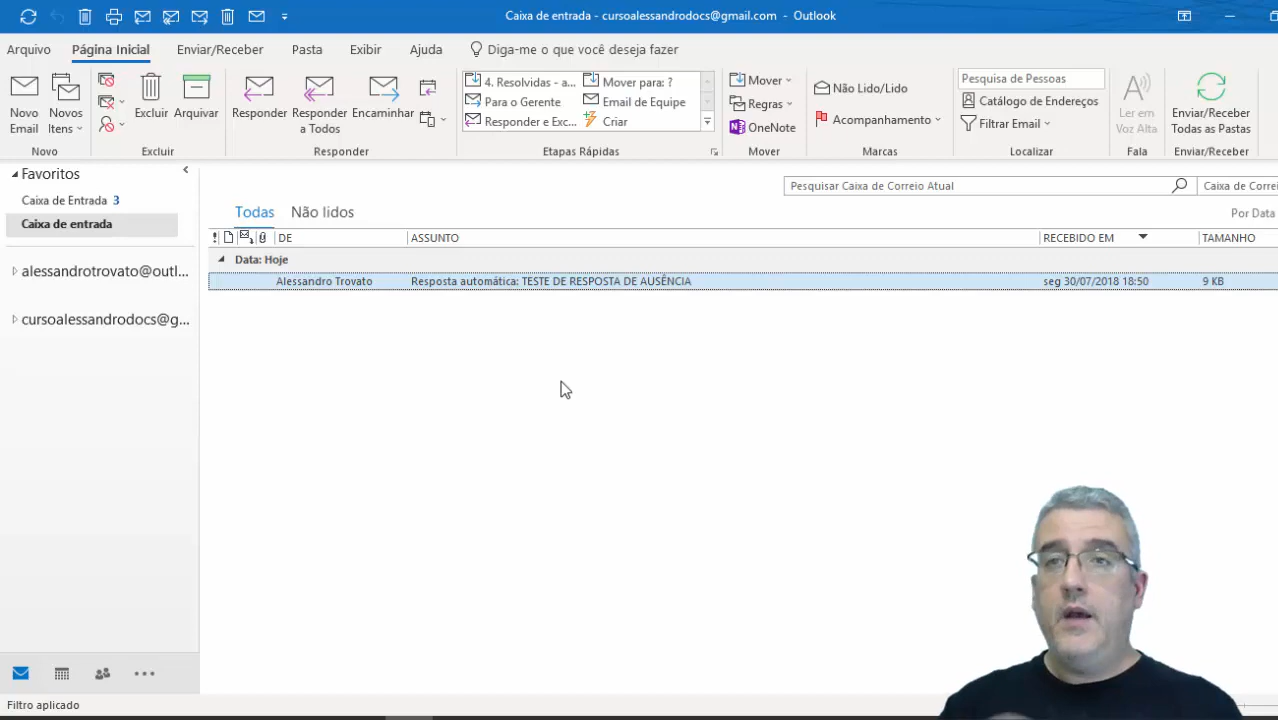 Caixa de entrada - cursoalessandrodocs@gmail.com - Outlook
Arquivo Página Inicial Enviar/Receber Pasta Exibir Ajuda Diga-me o que você deseja fazer
Novo Email
Novos Itens
Novo
Excluir
Arquivar
Excluir
Responder
Responder a Todos
Encaminhar
Responder
4. Resolvidas - a...
Para o Gerente
Responder e Exc...
Mover para: ?
Email de Equipe
Criar
Etapas Rápidas
Mover
Regras
OneNote
Mover
Não Lido/Lido
Acompanhamento
Marcas
Pesquisa de Pessoas
Catálogo de Endereços
Filtrar Email
Localizar
Ler em Voz Alta
Fala
Enviar/Receber Todas as Pastas
Enviar/Receber
Favoritos
Caixa de Entrada 3
Caixa de entrada
alessandrotrovato@outl...
cursoalessandrodocs@g...
Pesquisar Caixa de Correio Atual
Caixa de Correi
Todas Não lidos
Por Data
DE ASSUNTO RECEBIDO EM TAMANHO
Data: Hoje
Alessandro Trovato Resposta automática: TESTE DE RESPOSTA DE AUSÊNCIA seg 30/07/2018 18:50 9 KB
Filtro aplicado